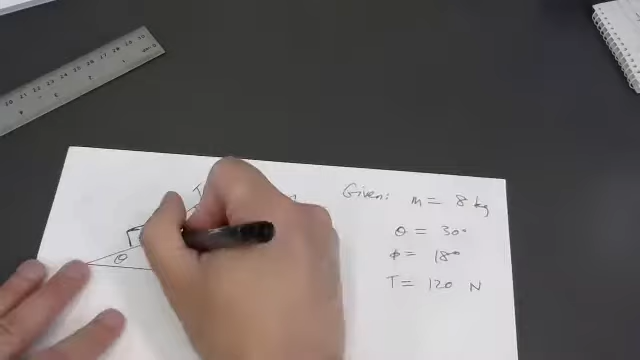 T
θ
Given: m = 8 kg
θ = 30°
ϕ = 18°
T = 120 N